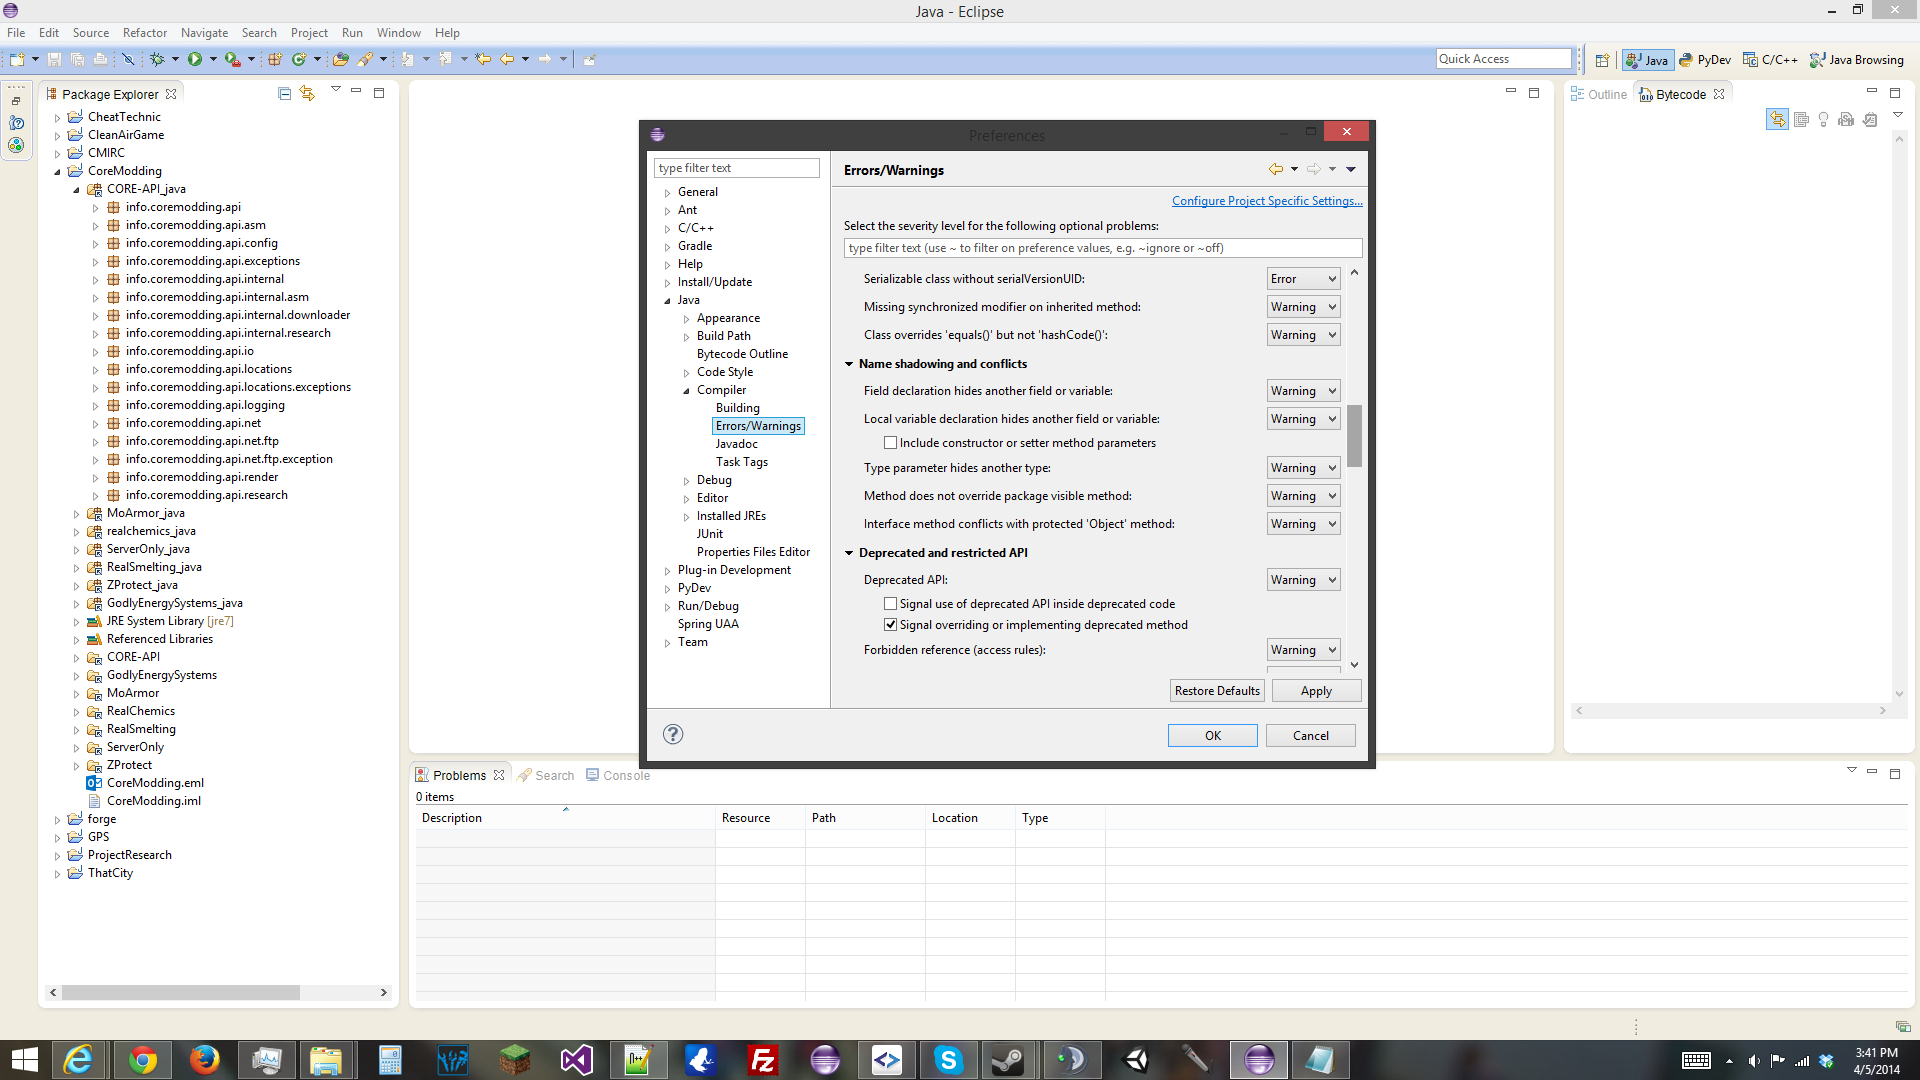 Java - Eclipse
File Edit Source Refactor Navigate Search Project Run Window Help
Quick Access
Java PyDev C/C++ Java Browsing
Package Explorer
CheatTechnic
CleanAirGame
CMIRC
CoreModding
CORE-API_java
info.coremodding.api
info.coremodding.api.asm
info.coremodding.api.config
info.coremodding.api.exceptions
info.coremodding.api.internal
info.coremodding.api.internal.asm
info.coremodding.api.internal.downloader
info.coremodding.api.internal.research
info.coremodding.api.io
info.coremodding.api.locations
info.coremodding.api.locations.exceptions
info.coremodding.api.logging
info.coremodding.api.net
info.coremodding.api.net.ftp
info.coremodding.api.net.ftp.exception
info.coremodding.api.render
info.coremodding.api.research
MoArmor_java
realchemics_java
ServerOnly_java
RealSmelting_java
ZProtect_java
GodlyEnergySystems_java
JRE System Library [jre7]
Referenced Libraries
CORE-API
GodlyEnergySystems
MoArmor
RealChemics
RealSmelting
ServerOnly
ZProtect
CoreModding.eml
CoreModding.iml
forge
GPS
ProjectResearch
ThatCity
Preferences
type filter text
General
Ant
C/C++
Gradle
Help
Install/Update
Java
Appearance
Build Path
Bytecode Outline
Code Style
Compiler
Building
Errors/Warnings
Javadoc
Task Tags
Debug
Editor
Installed JREs
JUnit
Properties Files Editor
Plug-in Development
PyDev
Run/Debug
Spring UAA
Team
Errors/Warnings
Configure Project Specific Settings...
Select the severity level for the following optional problems:
type filter text (use ~ to filter on preference values, e.g. ~ignore or ~off)
Serializable class without serialVersionUID: Error
Missing synchronized modifier on inherited method: Warning
Class overrides 'equals()' but not 'hashCode()': Warning
Name shadowing and conflicts
Field declaration hides another field or variable: Warning
Local variable declaration hides another field or variable: Warning
Include constructor or setter method parameters
Type parameter hides another type: Warning
Method does not override package visible method: Warning
Interface method conflicts with protected 'Object' method: Warning
Deprecated and restricted API
Deprecated API: Warning
Signal use of deprecated API inside deprecated code
Signal overriding or implementing deprecated method
Forbidden reference (access rules): Warning
Restore Defaults Apply
OK Cancel
Outline Bytecode
Problems Search Console
0 items
Description Resource Path Location Type
3:41 PM
4/5/2014